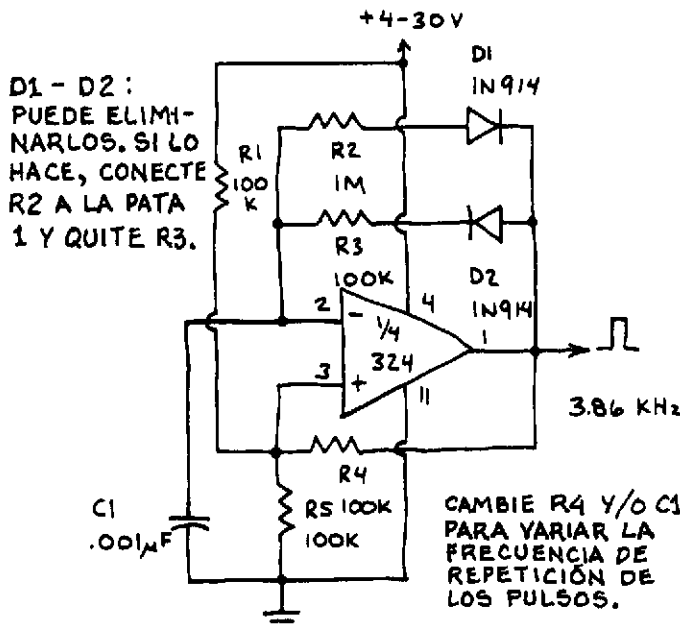 +4-30V
D1 - D2:
PUEDE ELIMI-
NARLOS. SI LO
HACE, CONECTE
R2 A LA PATA
1 Y QUITE R3.
R1
100
K
R2
1M
D1
1N914
R3
100K
D2
1N914
2
-
1/4
324
3
+
4
1
11
3.86 KHz
R4
100K
R5
100K
C1
.001µF
CAMBIE R4 Y/O C1
PARA VARIAR LA
FRECUENCIA DE
REPETICIÓN DE
LOS PULSOS.